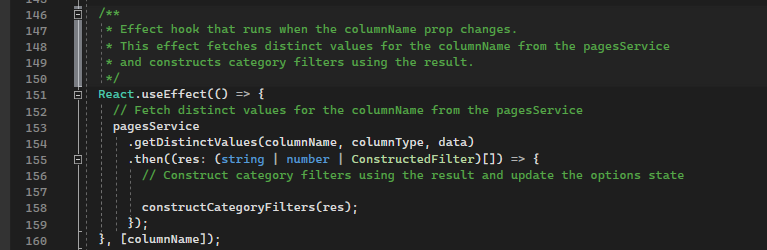 146 /**
147 * Effect hook that runs when the columnName prop changes.
148 * This effect fetches distinct values for the columnName from the pagesService
149 * and constructs category filters using the result.
150 */
151 React.useEffect(() => {
152 // Fetch distinct values for the columnName from the pagesService
153 pagesService
154 .getDistinctValues(columnName, columnType, data)
155 .then((res: (string | number | ConstructedFilter)[]) => {
156 // Construct category filters using the result and update the options state
157
158 constructCategoryFilters(res);
159 });
160 }, [columnName]);